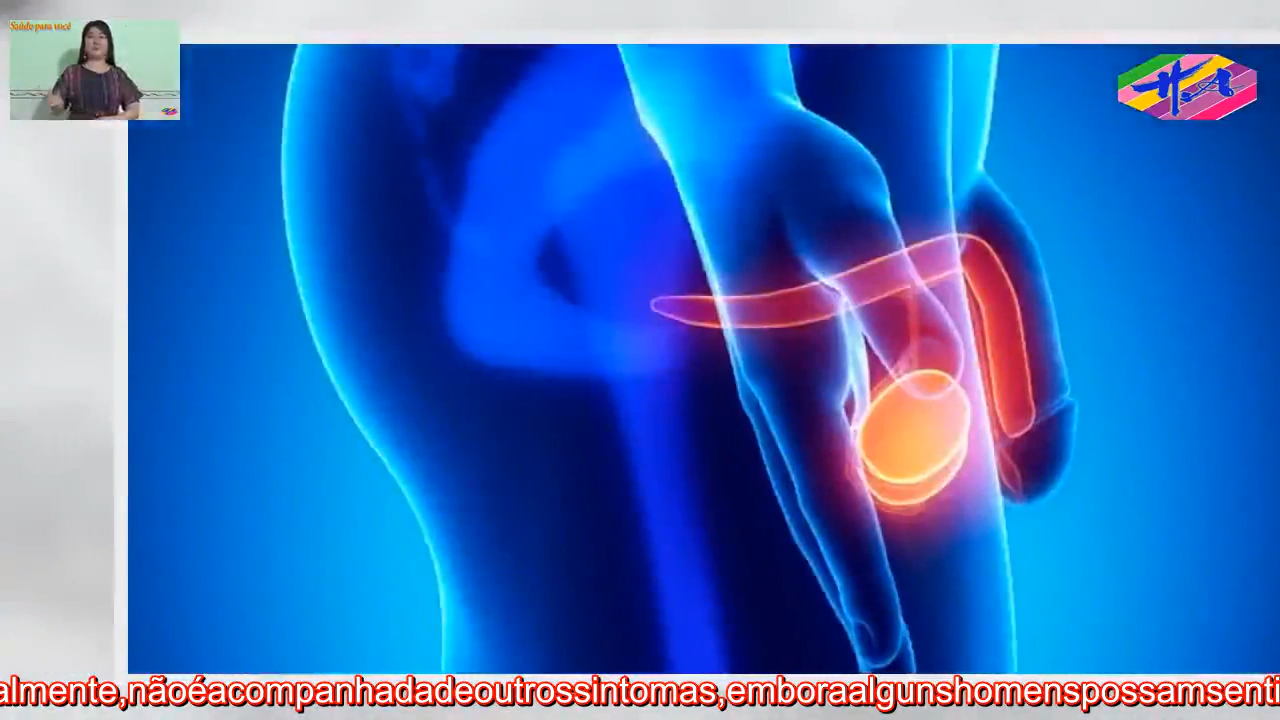 Saúde para você
H.A
almente,nãoéacompanhadadeoutrossintomas,emboraalgunshomenspossamsenti